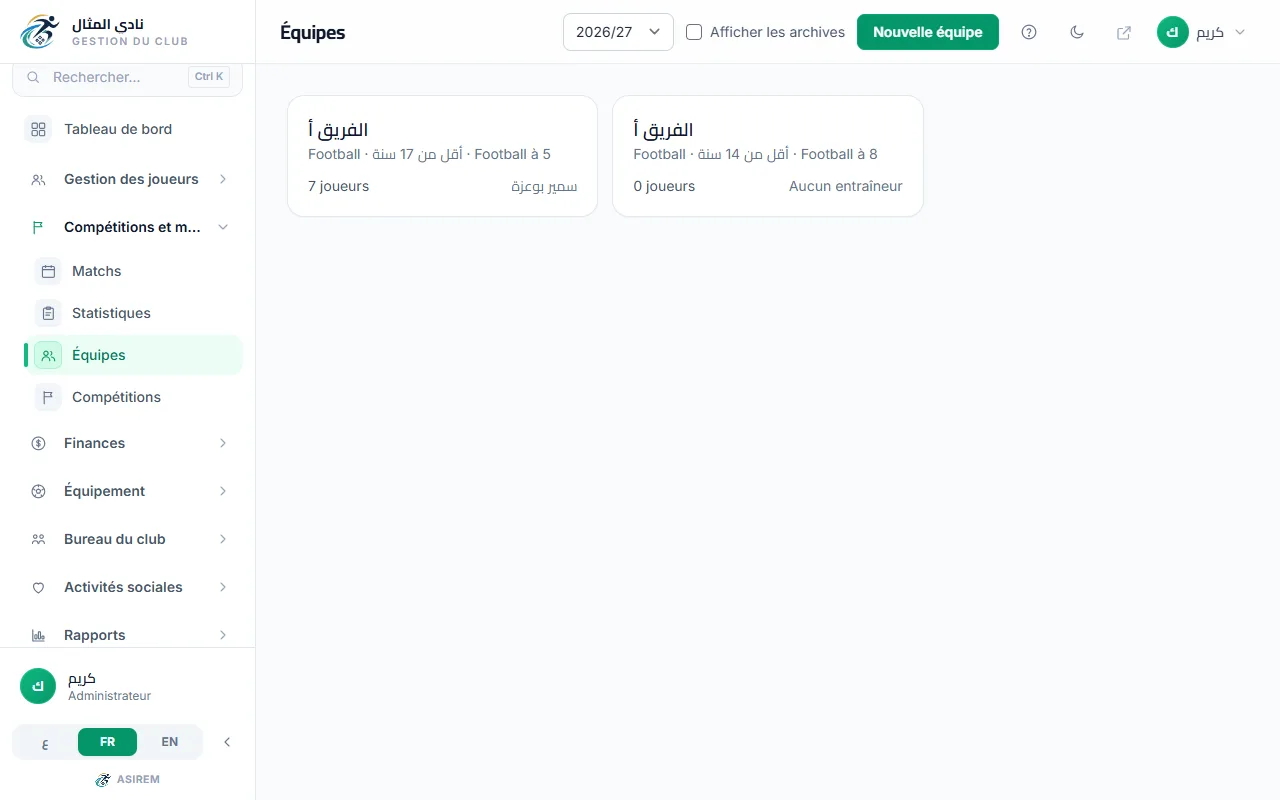 نادي المثال
GESTION DU CLUB
Rechercher...
Ctrl K
Tableau de bord
Gestion des joueurs
Compétitions et m...
Matchs
Statistiques
Équipes
Compétitions
Finances
Équipement
Bureau du club
Activités sociales
Rapports
كريم
Administrateur
ع
FR
EN
ASIREM
Équipes
2026/27
Afficher les archives
Nouvelle équipe
ك
كريم
الفريق أ
Football · أقل من 17 سنة · Football à 5
7 joueurs
سمير بوعزة
الفريق أ
Football · أقل من 14 سنة · Football à 8
0 joueurs
Aucun entraîneur